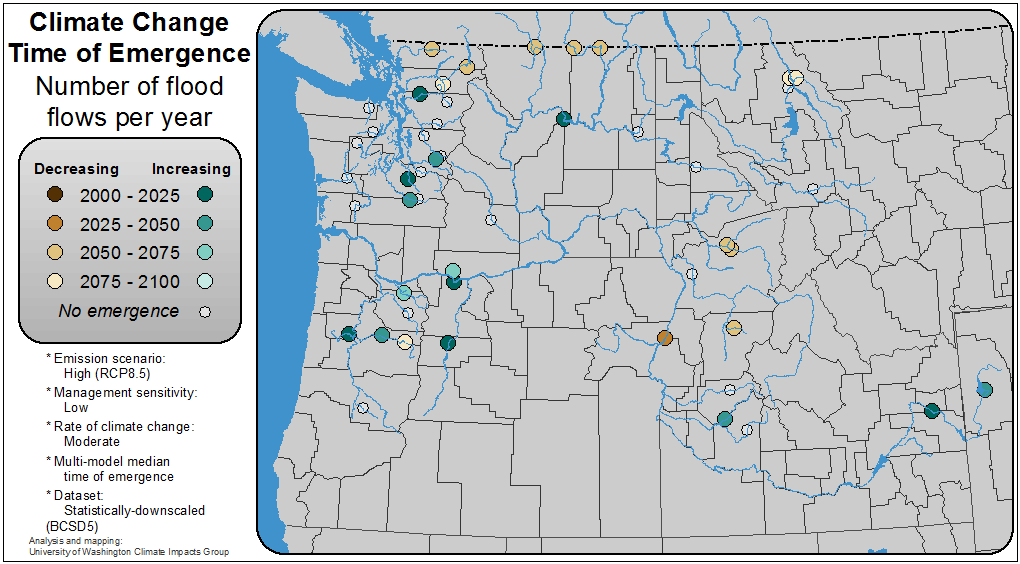 Climate Change
Time of Emergence
Number of flood
flows per year
Decreasing Increasing
2000 - 2025
2025 - 2050
2050 - 2075
2075 - 2100
No emergence
* Emission scenario:
High (RCP8.5)
* Management sensitivity:
Low
* Rate of climate change:
Moderate
* Multi-model median
time of emergence
* Dataset:
Statistically-downscaled
(BCSD5)
Analysis and mapping:
University of Washington Climate Impacts Group